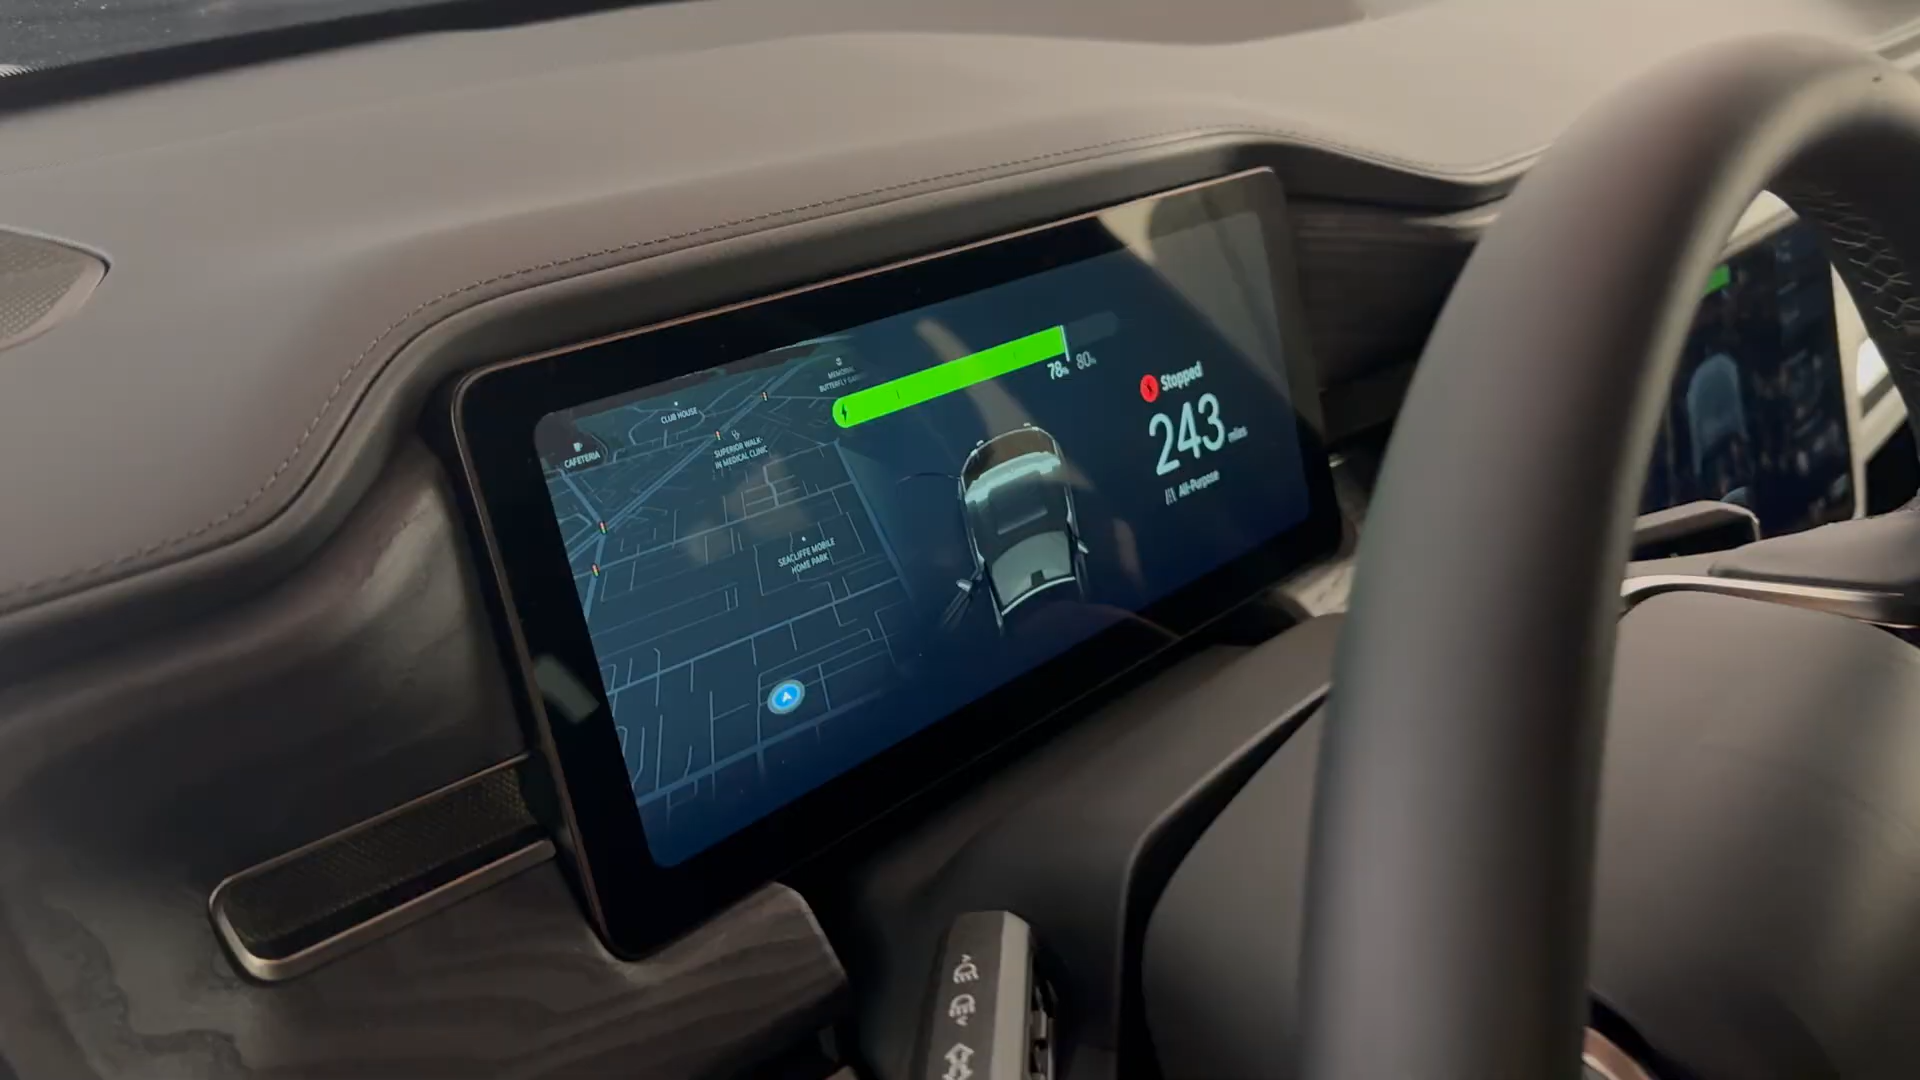 MEMORIAL
BUTTERFLY GARDEN
CLUB HOUSE
CAFETERIA
SUPERIOR WALK-
IN MEDICAL CLINIC
SEACLIFFE MOBILE
HOME PARK
78%
80%
Stopped
243 miles
All-Purpose